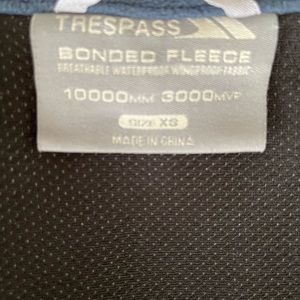 TRESPASS
BONDED FLEECE
BREATHABLE WATERPROOF WINDPROOF FABRIC
10000MM 3000MVP
SIZE XS
MADE IN CHINA